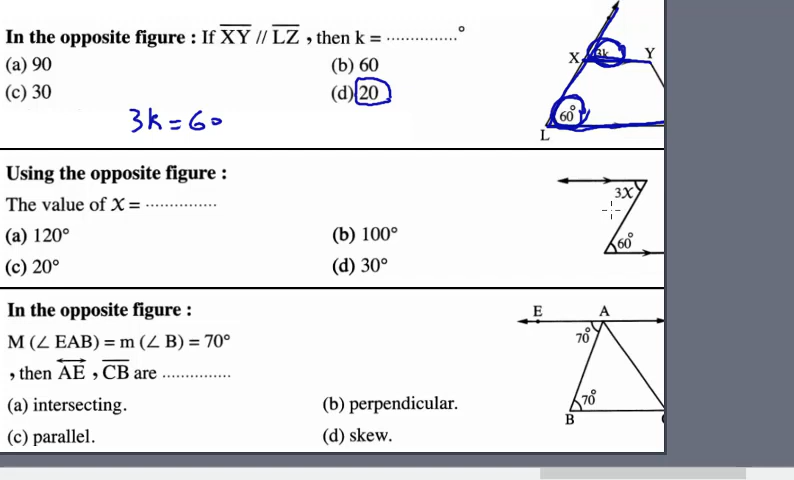 In the opposite figure : If XY // LZ , then k = ...............°
(a) 90
(b) 60
(c) 30
(d) 20
3k = 60
X
Y
3k
60°
L
Using the opposite figure :
The value of X = ...............
(a) 120°
(b) 100°
(c) 20°
(d) 30°
3X
60°
In the opposite figure :
M (∠ EAB) = m (∠ B) = 70°
, then AE , CB are ...............
(a) intersecting.
(b) perpendicular.
(c) parallel.
(d) skew.
E
A
70°
70°
B